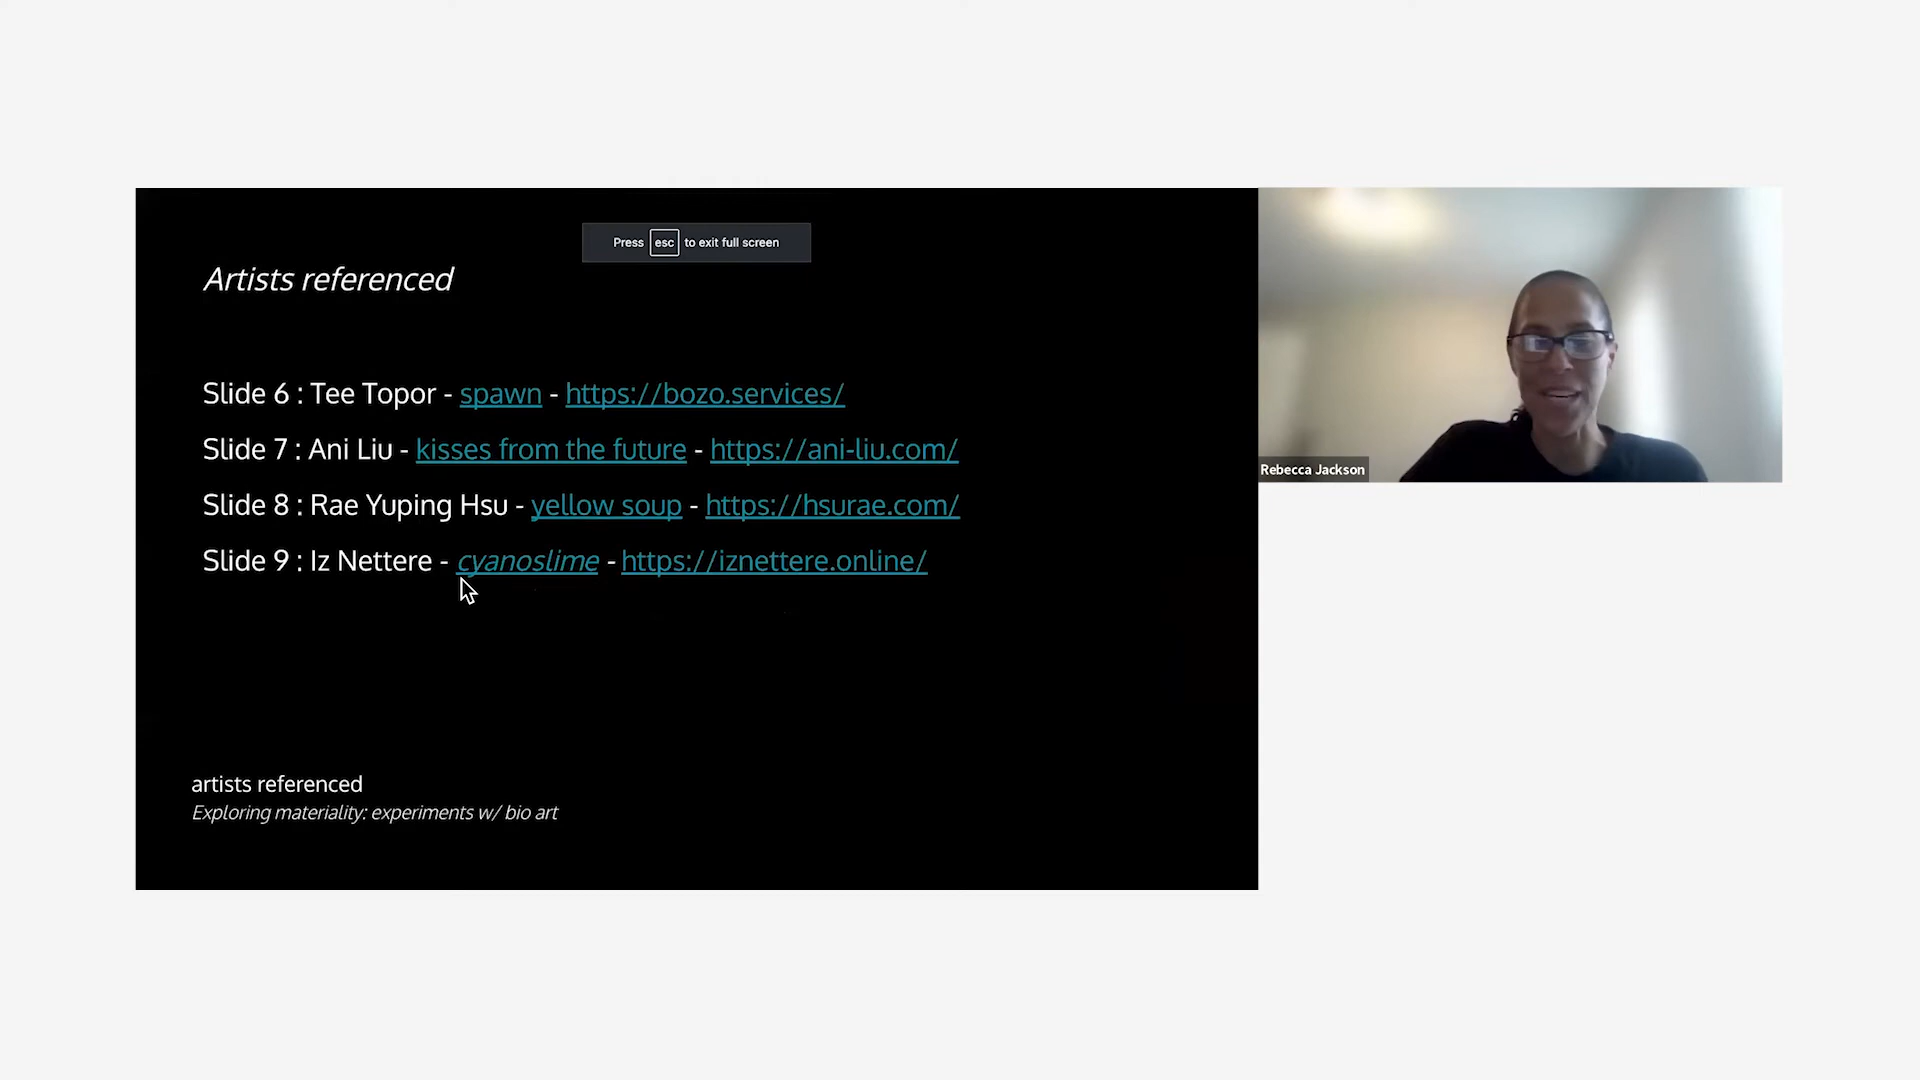 Press esc to exit full screen
Artists referenced
Slide 6 : Tee Topor - spawn - https://bozo.services/
Slide 7 : Ani Liu - kisses from the future - https://ani-liu.com/
Slide 8 : Rae Yuping Hsu - yellow soup - https://hsurae.com/
Slide 9 : Iz Nettere - cyanoslime - https://iznettere.online/
artists referenced
Exploring materiality: experiments w/ bio art
Rebecca Jackson